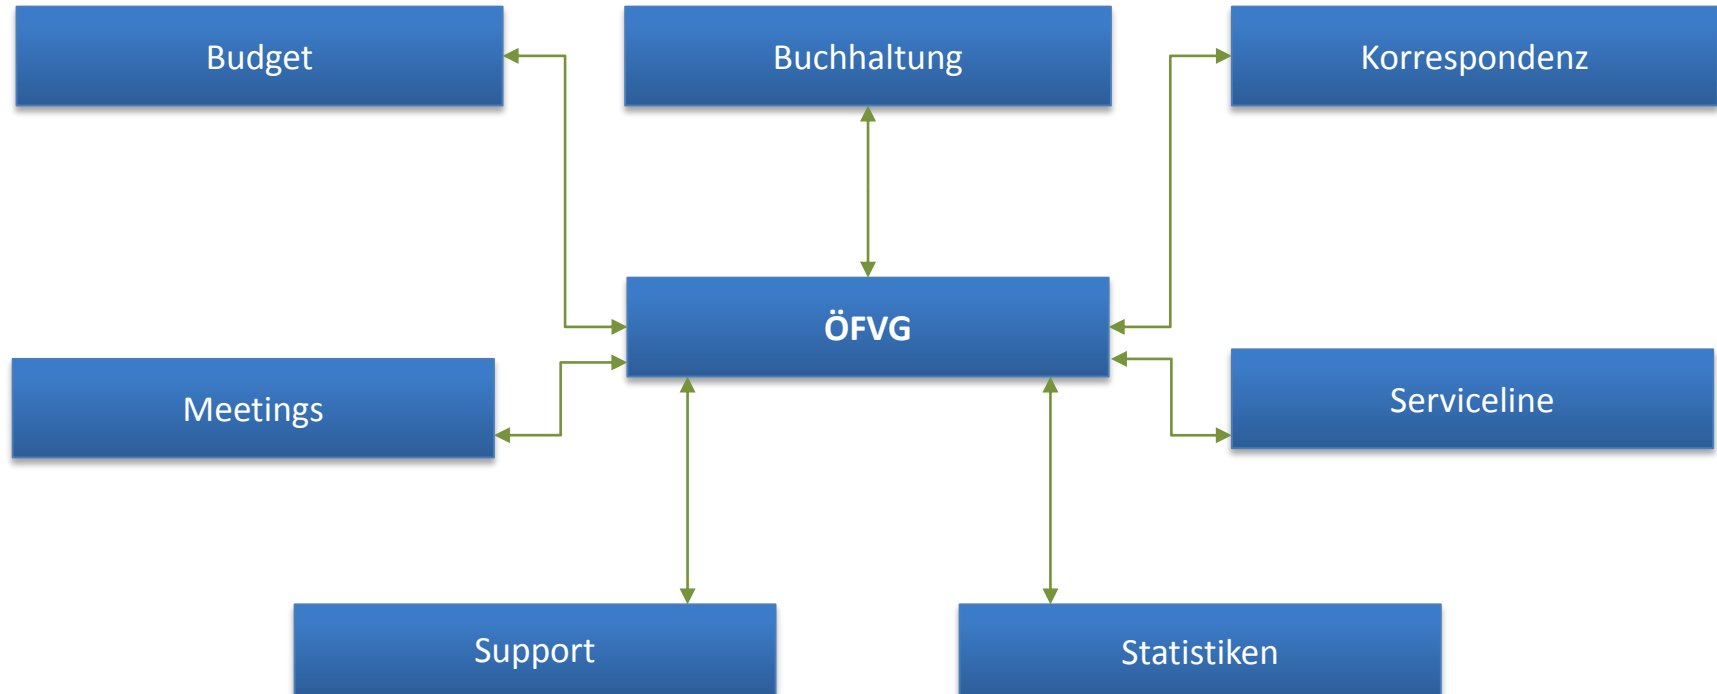 Budget
Buchhaltung
Korrespondenz
ÖFVG
Meetings
Serviceline
Support
Statistiken